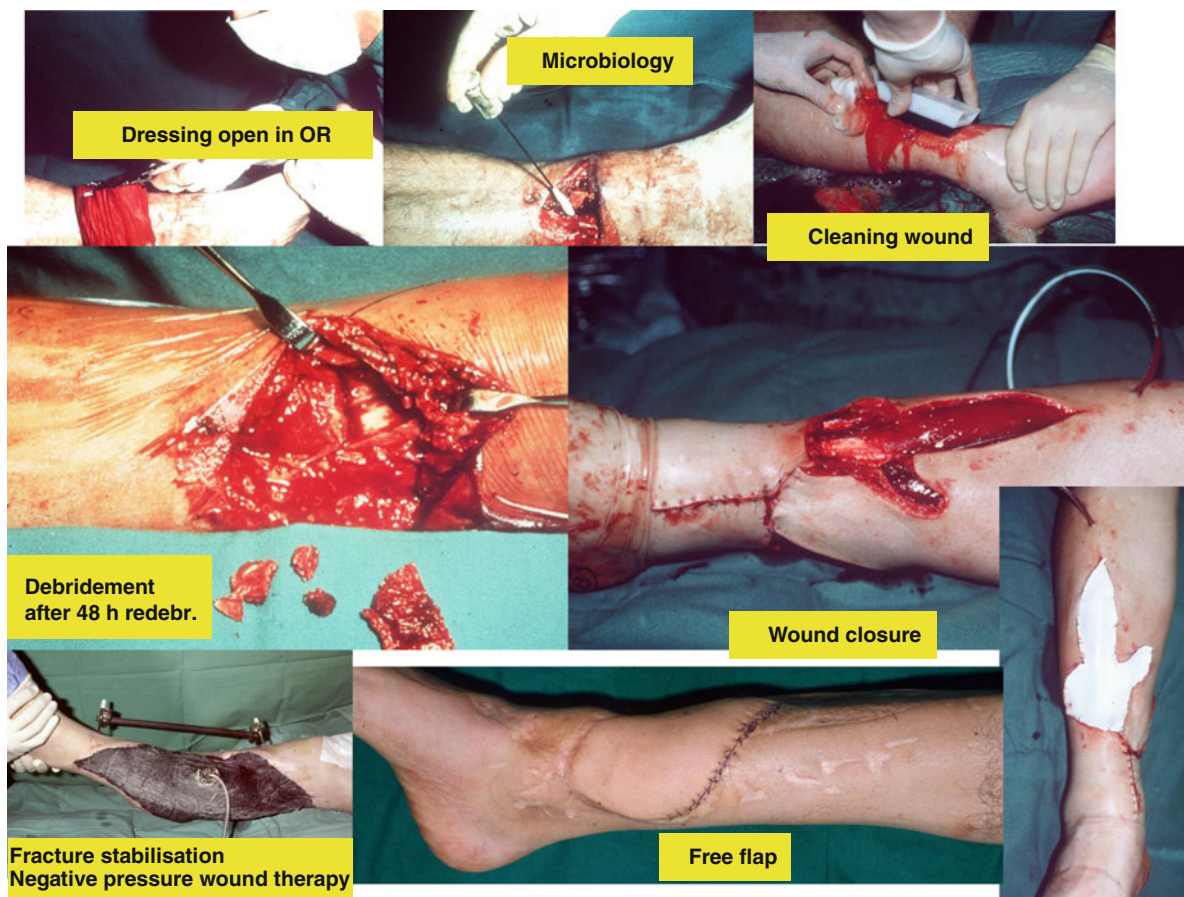 Dressing open in OR
Microbiology
Cleaning wound
Debridement
after 48 h redebr.
Wound closure
Fracture stabilisation
Negative pressure wound therapy
Free flap